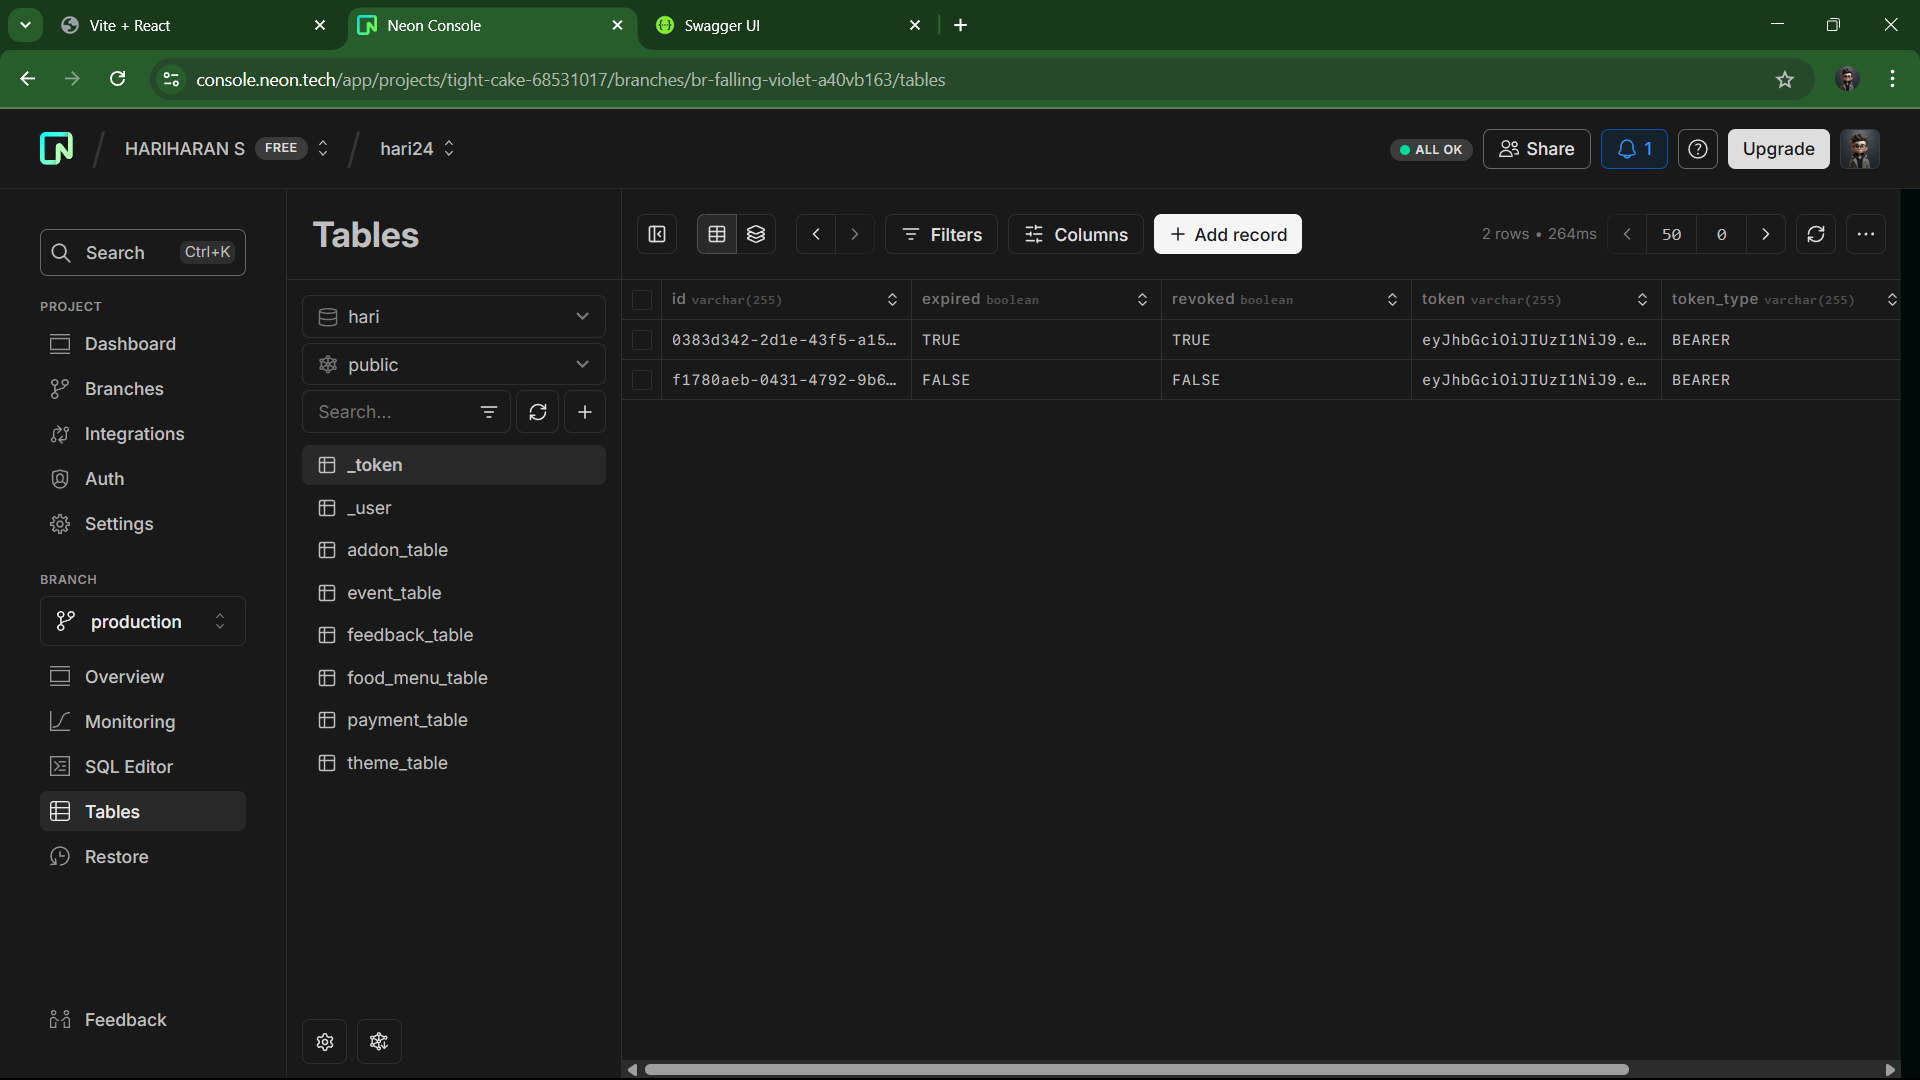 Vite + React
Neon Console
Swagger UI
console.neon.tech/app/projects/tight-cake-68531017/branches/br-falling-violet-a40vb163/tables
HARIHARAN S FREE
hari24
ALL OK
Share
1
Upgrade
Search Ctrl+K
PROJECT
Dashboard
Branches
Integrations
Auth
Settings
BRANCH
production
Overview
Monitoring
SQL Editor
Tables
Restore
Feedback
Tables
hari
public
Search...
_token
_user
addon_table
event_table
feedback_table
food_menu_table
payment_table
theme_table
Filters
Columns
Add record
2 rows • 264ms
50
0
id varchar(255) expired boolean revoked boolean token varchar(255) token_type varchar(255)
0383d342-2d1e-43f5-a15... TRUE TRUE eyJhbGciOiJIUzI1NiJ9.e... BEARER
f1780aeb-0431-4792-9b6... FALSE FALSE eyJhbGciOiJIUzI1NiJ9.e... BEARER